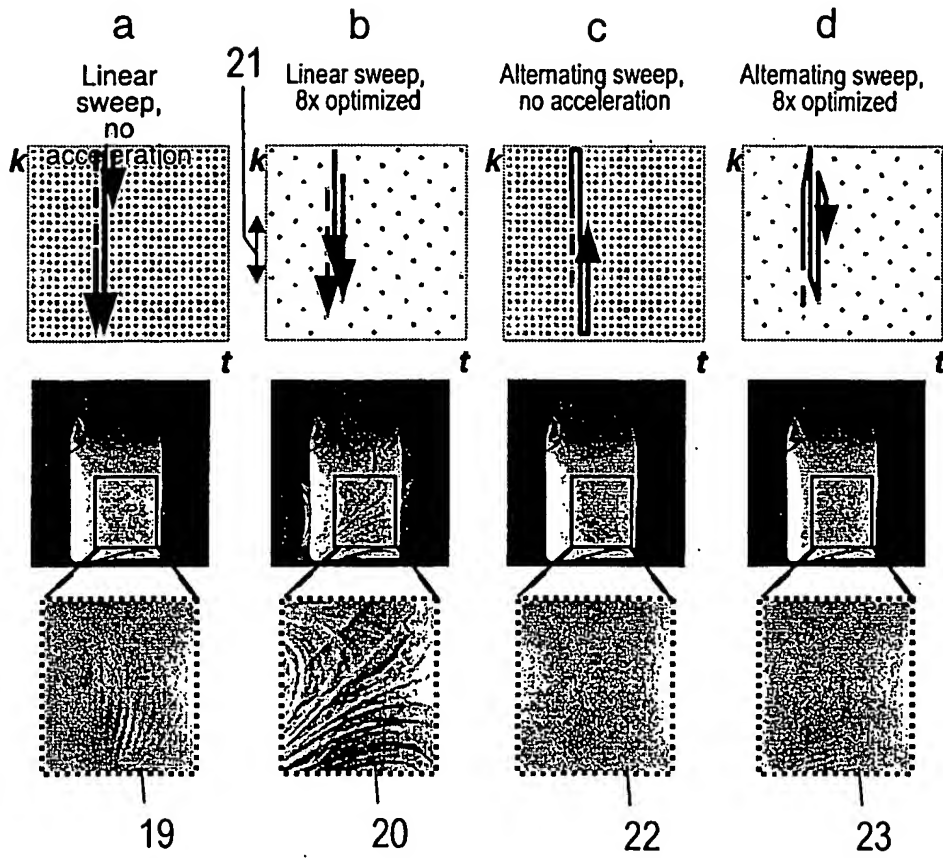 a
b
c
d
21
Linear
sweep,
no
acceleration
Linear sweep,
8x optimized
Alternating sweep,
no acceleration
Alternating sweep,
8x optimized
k
k
k
k
t
t
t
t
19
20
22
23